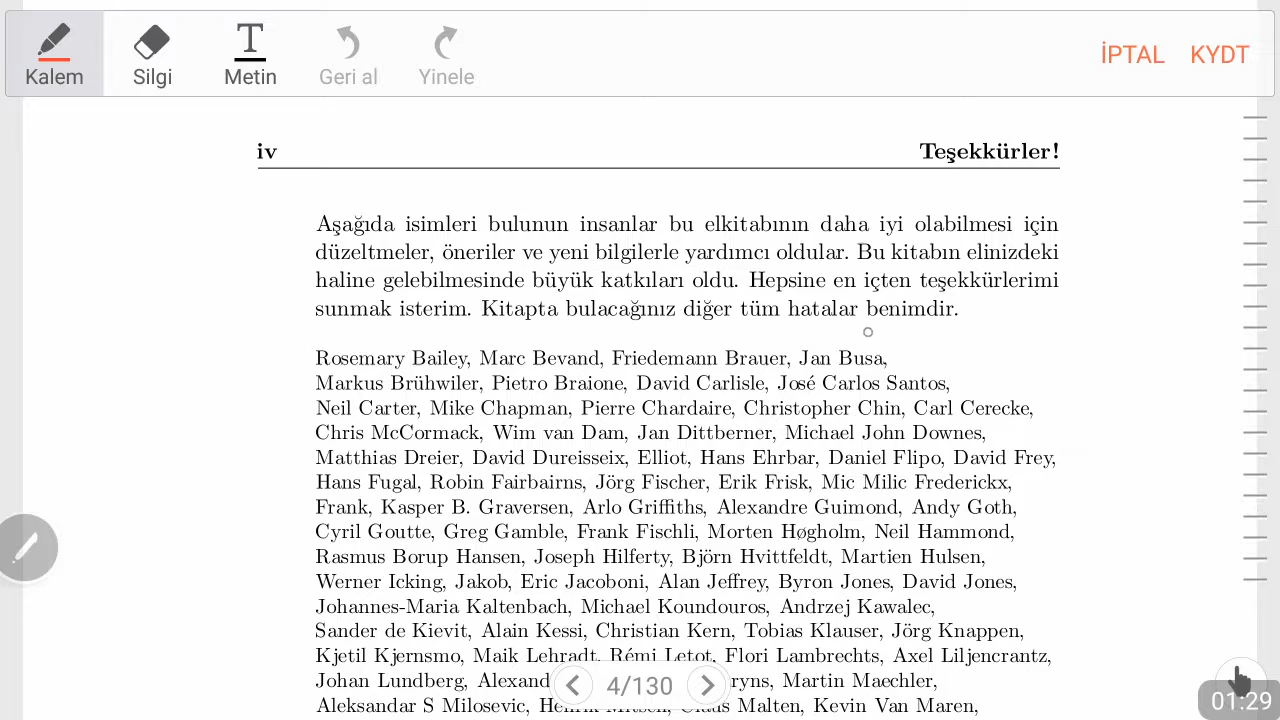 Kalem Silgi Metin Geri al Yinele İPTAL KYDT
iv Teşekkürler!
Aşağıda isimleri bulunun insanlar bu elkitabının daha iyi olabilmesi için
düzeltmeler, öneriler ve yeni bilgilerle yardımcı oldular. Bu kitabın elinizdeki
haline gelebilmesinde büyük katkıları oldu. Hepsine en içten teşekkürlerimi
sunmak isterim. Kitapta bulacağınız diğer tüm hatalar benimdir.
Rosemary Bailey, Marc Bevand, Friedemann Brauer, Jan Busa,
Markus Brühwiler, Pietro Braione, David Carlisle, José Carlos Santos,
Neil Carter, Mike Chapman, Pierre Chardaire, Christopher Chin, Carl Cerecke,
Chris McCormack, Wim van Dam, Jan Dittberner, Michael John Downes,
Matthias Dreier, David Dureisseix, Elliot, Hans Ehrbar, Daniel Flipo, David Frey,
Hans Fugal, Robin Fairbairns, Jörg Fischer, Erik Frisk, Mic Milic Frederickx,
Frank, Kasper B. Graversen, Arlo Griffiths, Alexandre Guimond, Andy Goth,
Cyril Goutte, Greg Gamble, Frank Fischli, Morten Høgholm, Neil Hammond,
Rasmus Borup Hansen, Joseph Hilferty, Björn Hvittfeldt, Martien Hulsen,
Werner Icking, Jakob, Eric Jacoboni, Alan Jeffrey, Byron Jones, David Jones,
Johannes-Maria Kaltenbach, Michael Koundouros, Andrzej Kawalec,
Sander de Kievit, Alain Kessi, Christian Kern, Tobias Klauser, Jörg Knappen,
Kjetil Kjernsmo, Maik Lehradt, Rémi Letot, Flori Lambrechts, Axel Liljencrantz,
Johan Lundberg, Martin Maechler,
Aleksandar S Milosevic, Malten, Kevin Van Maren,
4/130
01:29